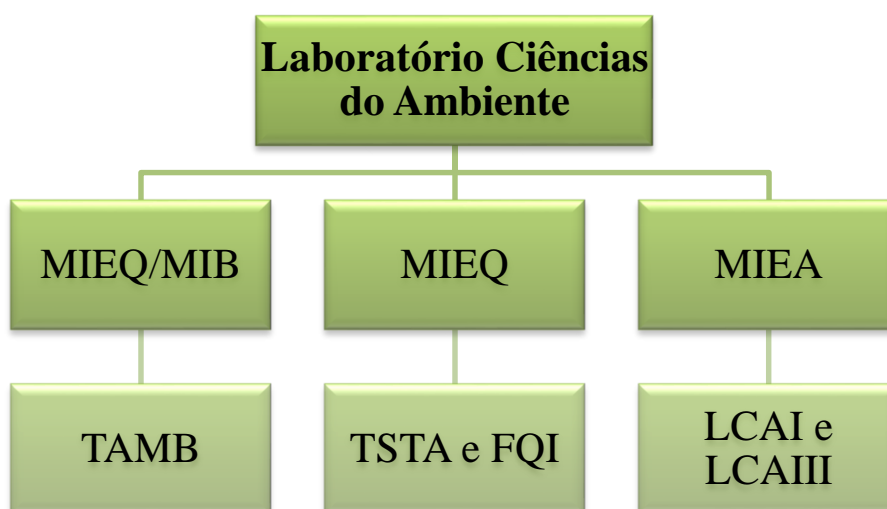 Laboratório Ciências
do Ambiente
MIEQ/MIB
MIEQ
MIEA
TAMB
TSTA e FQI
LCAI e
LCAIII